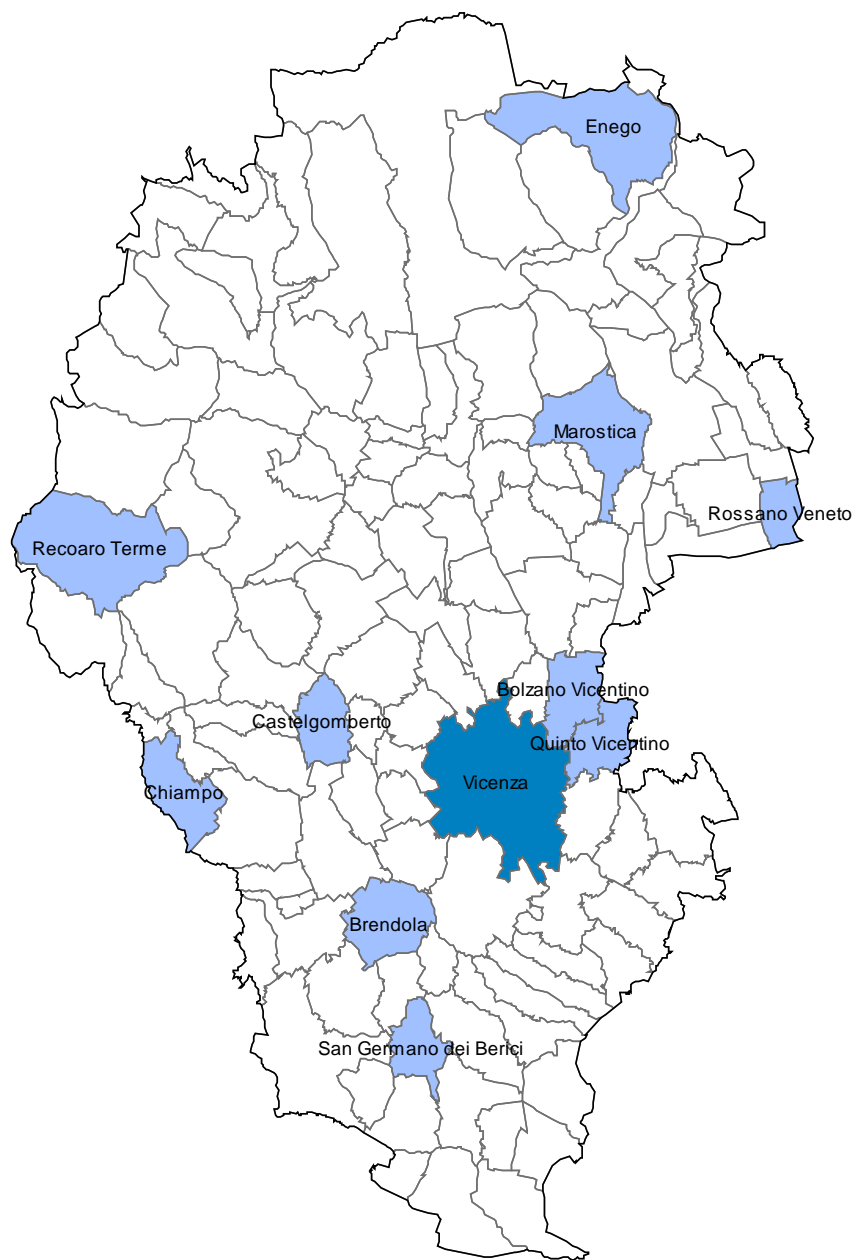 Enego
Marostica
Rossano Veneto
Recoaro Terme
Bolzano Vicentino
Castelgomberto
Quinto Vicentino
Vicenza
Chiampo
Brendola
San Germano dei Berici